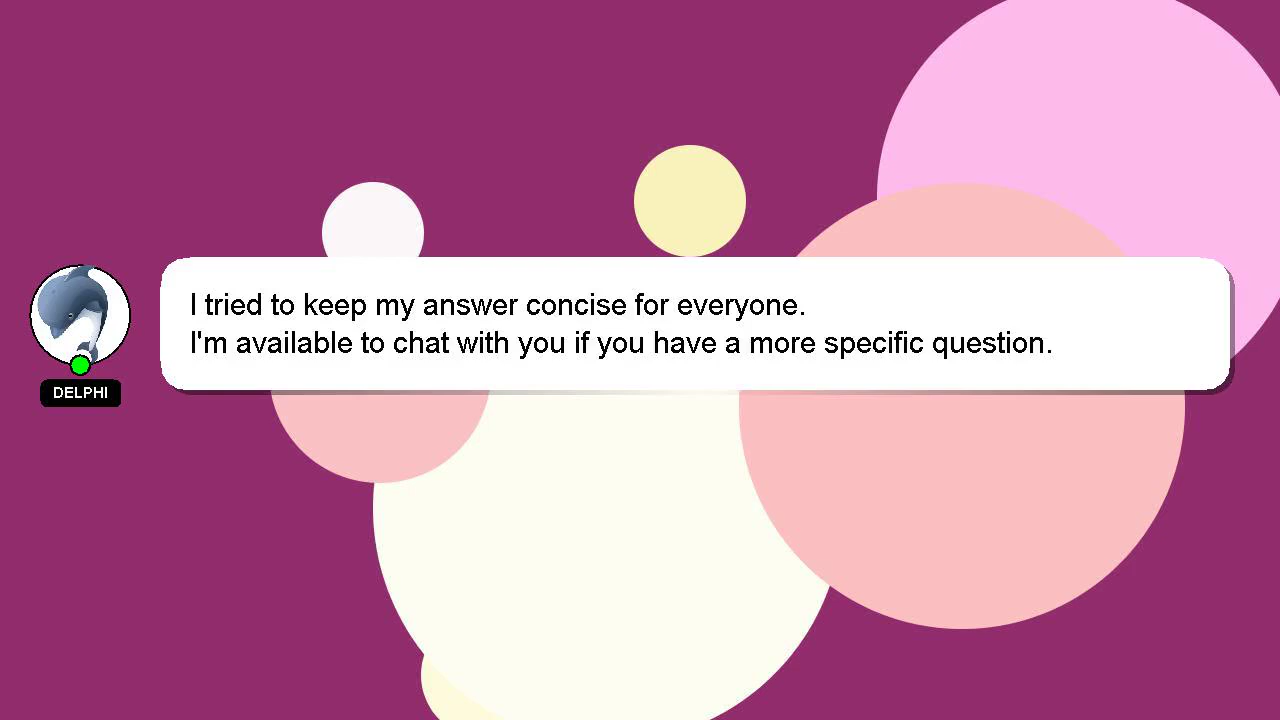 I tried to keep my answer concise for everyone.
I'm available to chat with you if you have a more specific question.
DELPHI